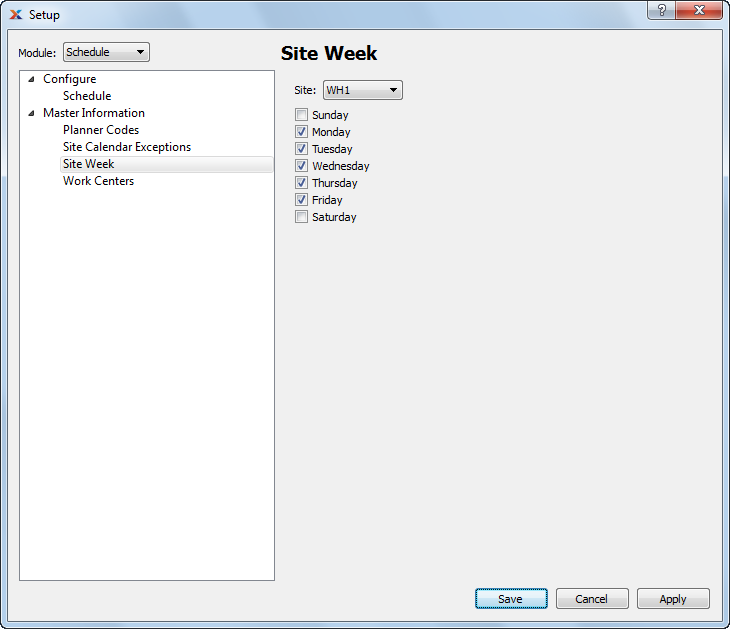 Setup
Module: Schedule
Configure
Schedule
Master Information
Planner Codes
Site Calendar Exceptions
Site Week
Work Centers
Site Week
Site: WH1
Sunday
Monday
Tuesday
Wednesday
Thursday
Friday
Saturday
Save Cancel Apply